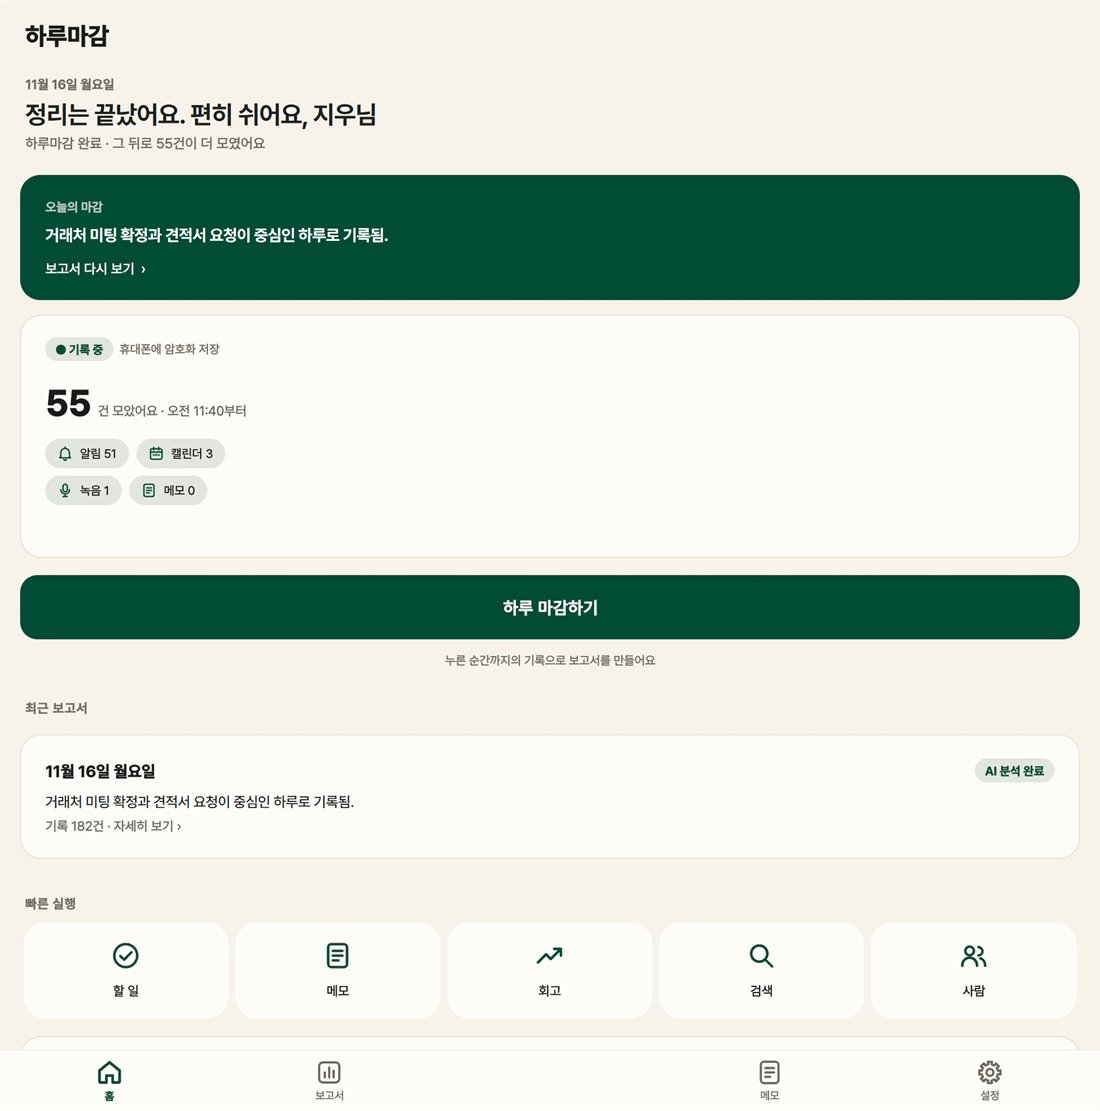 하루마감
11월 16일 월요일
정리는 끝났어요. 편히 쉬어요, 지우님
하루마감 완료 · 그 뒤로 55건이 더 모였어요
오늘의 마감
거래처 미팅 확정과 견적서 요청이 중심인 하루로 기록됨.
보고서 다시 보기 ›
기록 중 휴대폰에 암호화 저장
55 건 모았어요 · 오전 11:40부터
알림 51 캘린더 3
녹음 1 메모 0
하루 마감하기
누른 순간까지의 기록으로 보고서를 만들어요
최근 보고서
11월 16일 월요일 AI 분석 완료
거래처 미팅 확정과 견적서 요청이 중심인 하루로 기록됨.
기록 182건 · 자세히 보기 ›
빠른 실행
할 일 메모 회고 검색 사람
홈 보고서 메모 설정